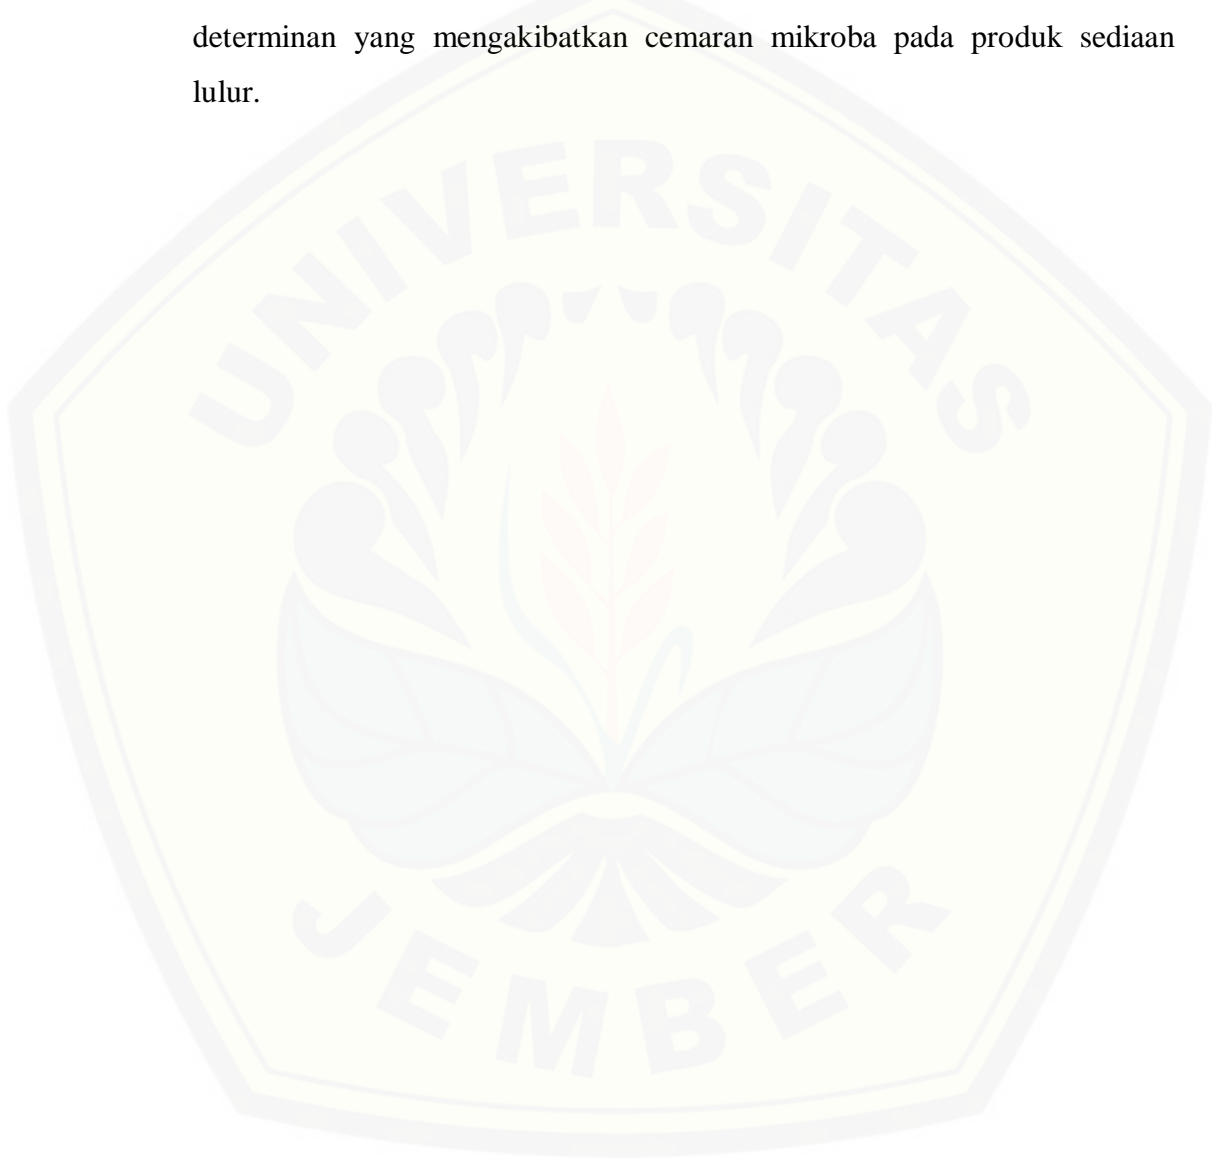 determinan yang mengakibatkan cemaran mikroba pada produk sediaan
lulur.
UNIVERSITAS
JEMBER